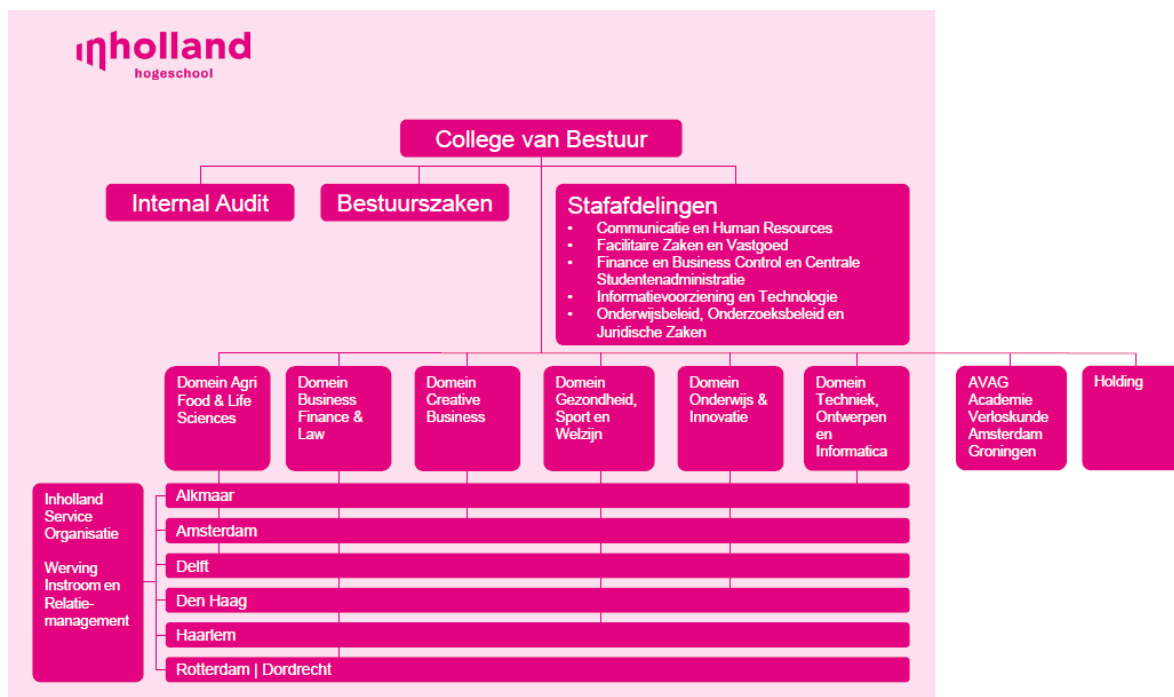 inholland
hogeschool
College van Bestuur
Internal Audit
Bestuurszaken
Stafafdelingen
• Communicatie en Human Resources
• Facilitaire Zaken en Vastgoed
• Finance en Business Control en Centrale
Studentenadministratie
• Informatievoorziening en Technologie
• Onderwijsbeleid, Onderzoeksbeleid en
Juridische Zaken
Domein Agri
Food & Life
Sciences
Domein
Business
Finance &
Law
Domein
Creative
Business
Domein
Gezondheid,
Sport en
Welzijn
Domein
Onderwijs &
Innovatie
Domein
Techniek,
Ontwerpen
en
Informatica
AVAG
Academie
Verloskunde
Amsterdam
Groningen
Holding
Inholland
Service
Organisatie
Werving
Instroom en
Relatie-
management
Alkmaar
Amsterdam
Delft
Den Haag
Haarlem
Rotterdam | Dordrecht